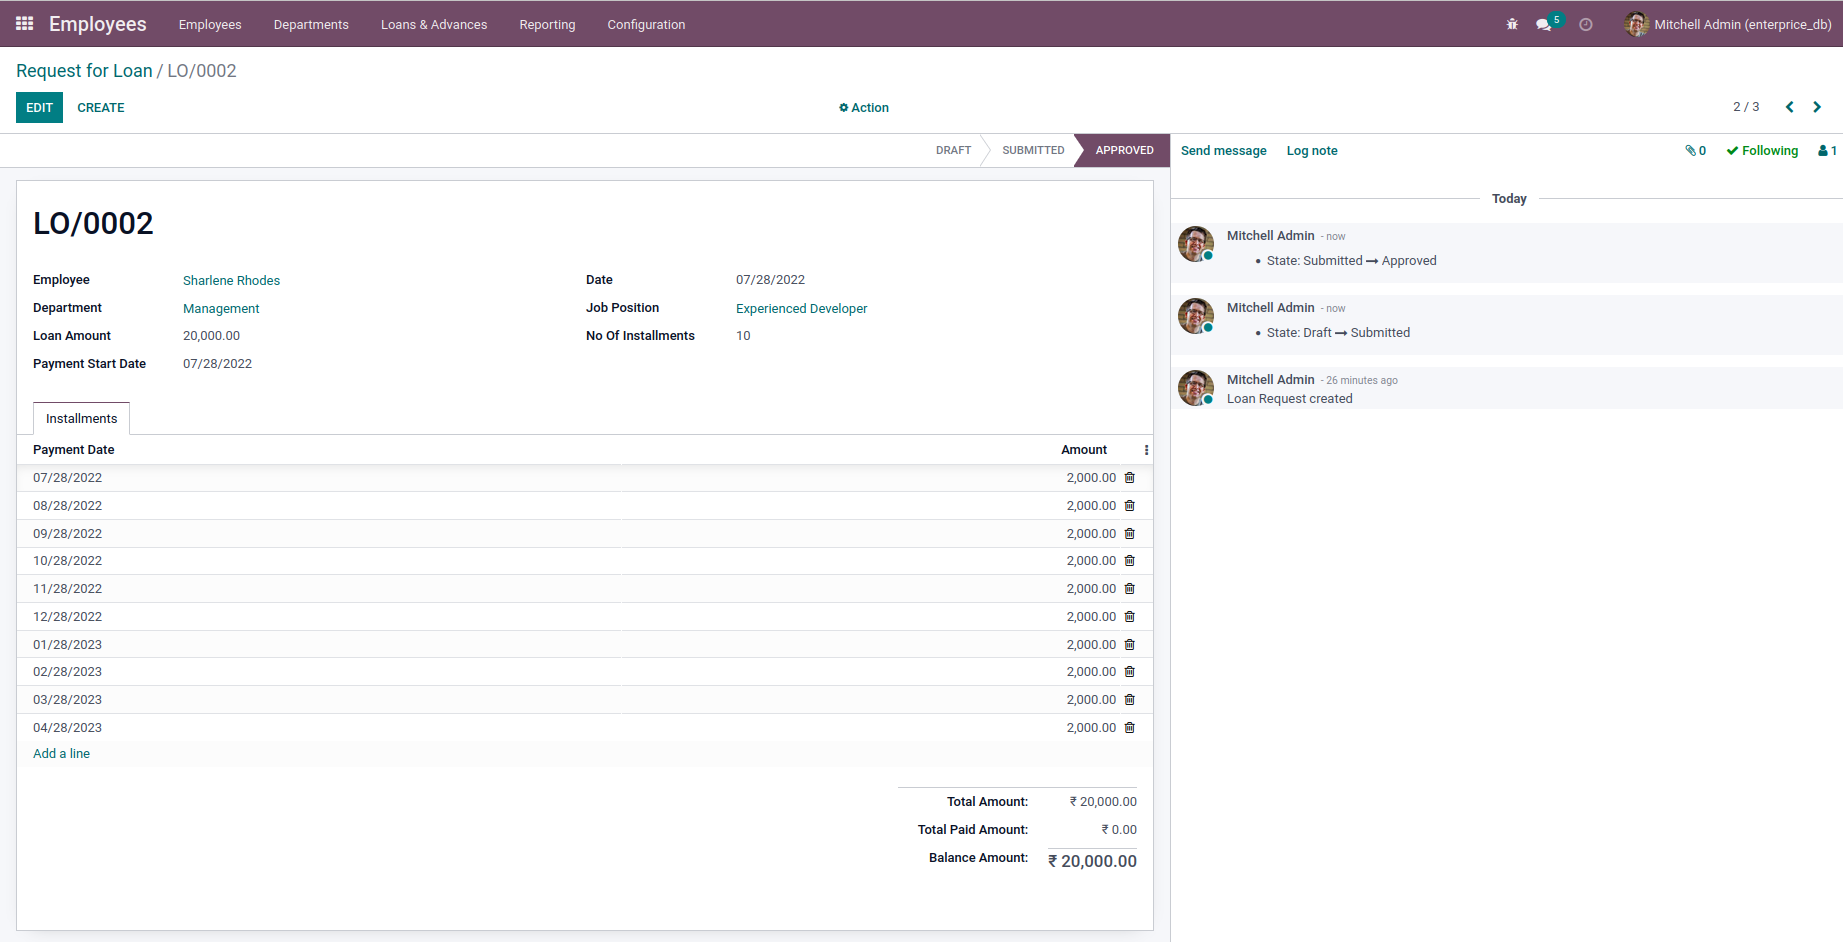 Employees Employees Departments Loans & Advances Reporting Configuration 5 Mitchell Admin (enterprice_db)
Request for Loan / LO/0002
EDIT CREATE Action 2 / 3
DRAFT SUBMITTED APPROVED Send message Log note 0 Following 1
Today
LO/0002
Employee Sharlene Rhodes Date 07/28/2022
Department Management Job Position Experienced Developer
Loan Amount 20,000.00 No Of Installments 10
Payment Start Date 07/28/2022
Installments
Payment Date Amount
07/28/2022 2,000.00
08/28/2022 2,000.00
09/28/2022 2,000.00
10/28/2022 2,000.00
11/28/2022 2,000.00
12/28/2022 2,000.00
01/28/2023 2,000.00
02/28/2023 2,000.00
03/28/2023 2,000.00
04/28/2023 2,000.00
Add a line
Total Amount: ₹ 20,000.00
Total Paid Amount: ₹ 0.00
Balance Amount: ₹ 20,000.00
Mitchell Admin - now
• State: Submitted → Approved
Mitchell Admin - now
• State: Draft → Submitted
Mitchell Admin - 26 minutes ago
Loan Request created